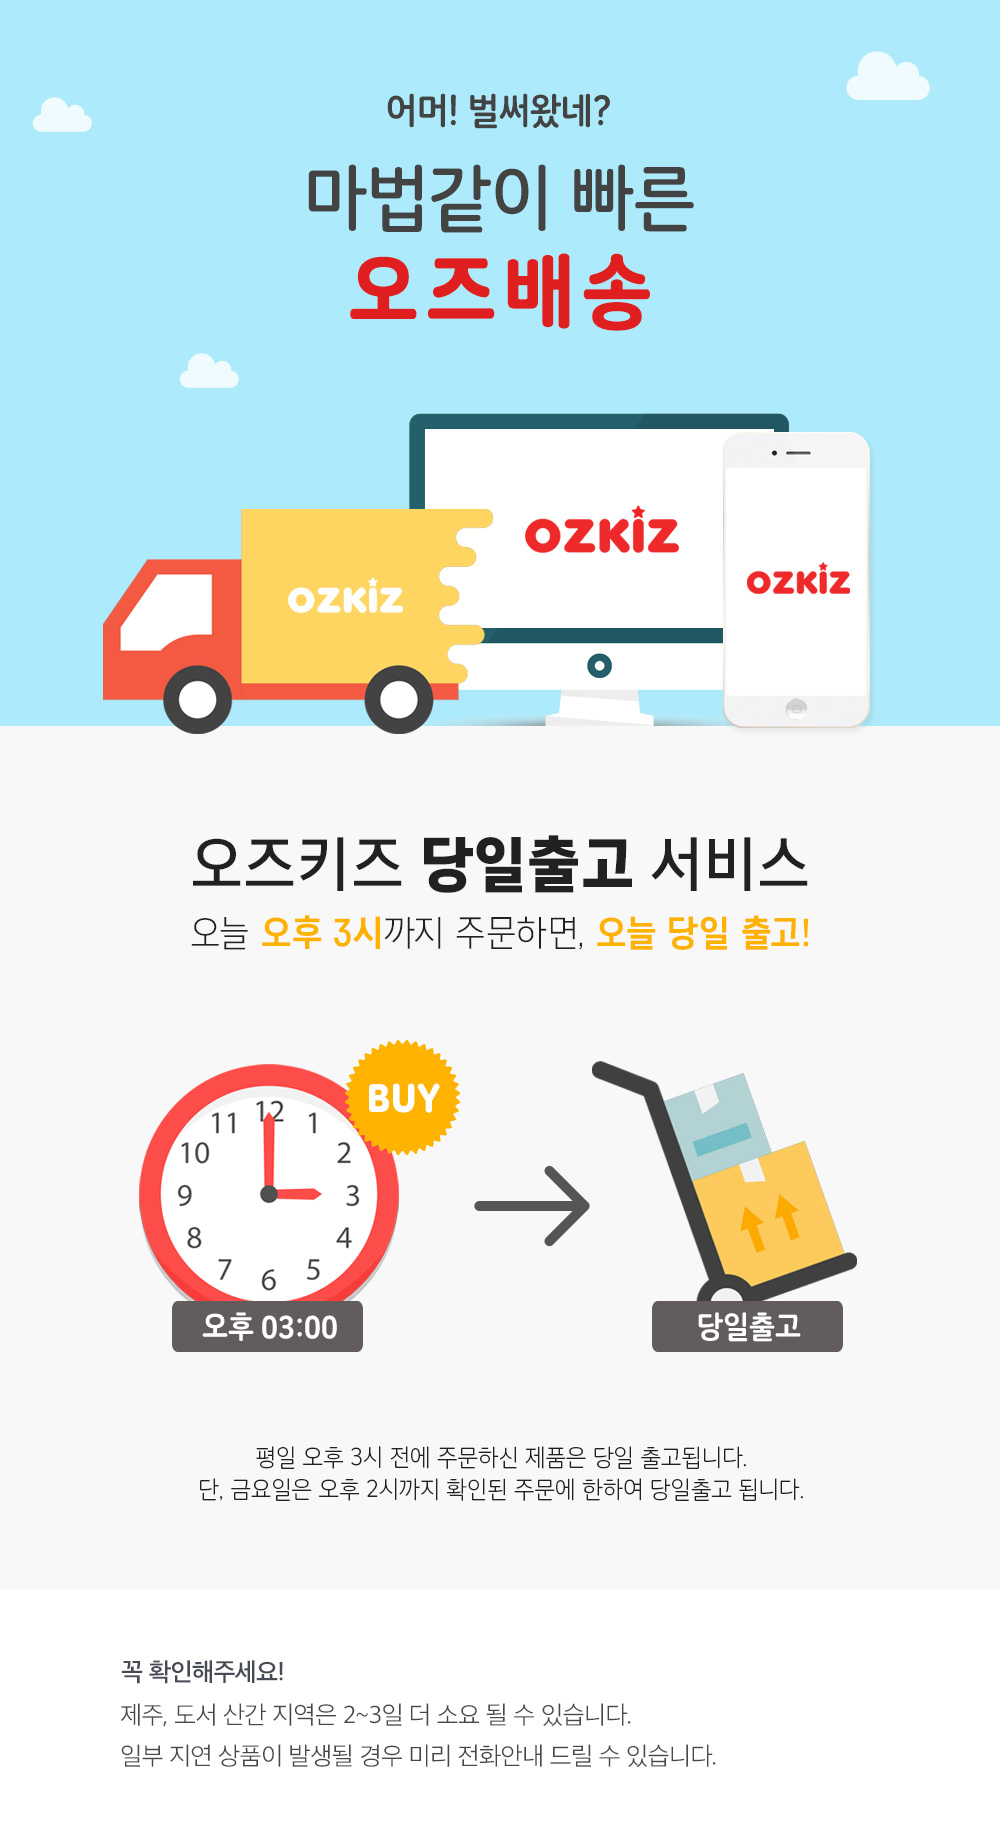 어머! 벌써왔네?
마법같이 빠른
오즈배송
OZKIZ
OZKIZ
OZKIZ
오즈키즈 당일출고 서비스
오늘 오후 3시까지 주문하면, 오늘 당일 출고!
BUY
12
11
1
10
2
9
3
8
4
7
5
6
오후 03:00
당일출고
평일 오후 3시 전에 주문하신 제품은 당일 출고됩니다.
단, 금요일은 오후 2시까지 확인된 주문에 한하여 당일출고 됩니다.
꼭 확인해주세요!
제주, 도서 산간 지역은 2~3일 더 소요 될 수 있습니다.
일부 지연 상품이 발생될 경우 미리 전화안내 드릴 수 있습니다.